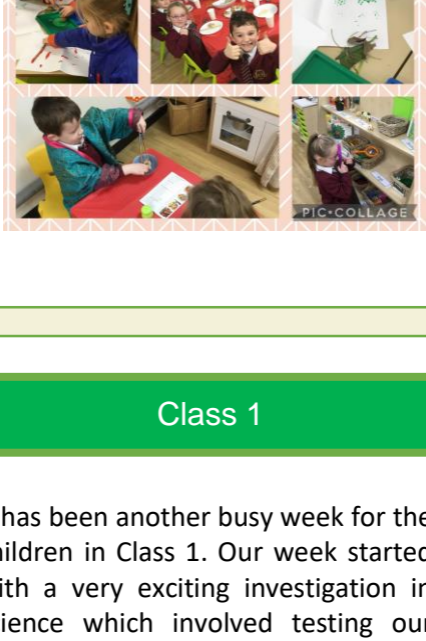 PIC•COLLAGE
Class 1
has been another busy week for the
hildren in Class 1. Our week started
ith a very exciting investigation in
ience which involved testing our